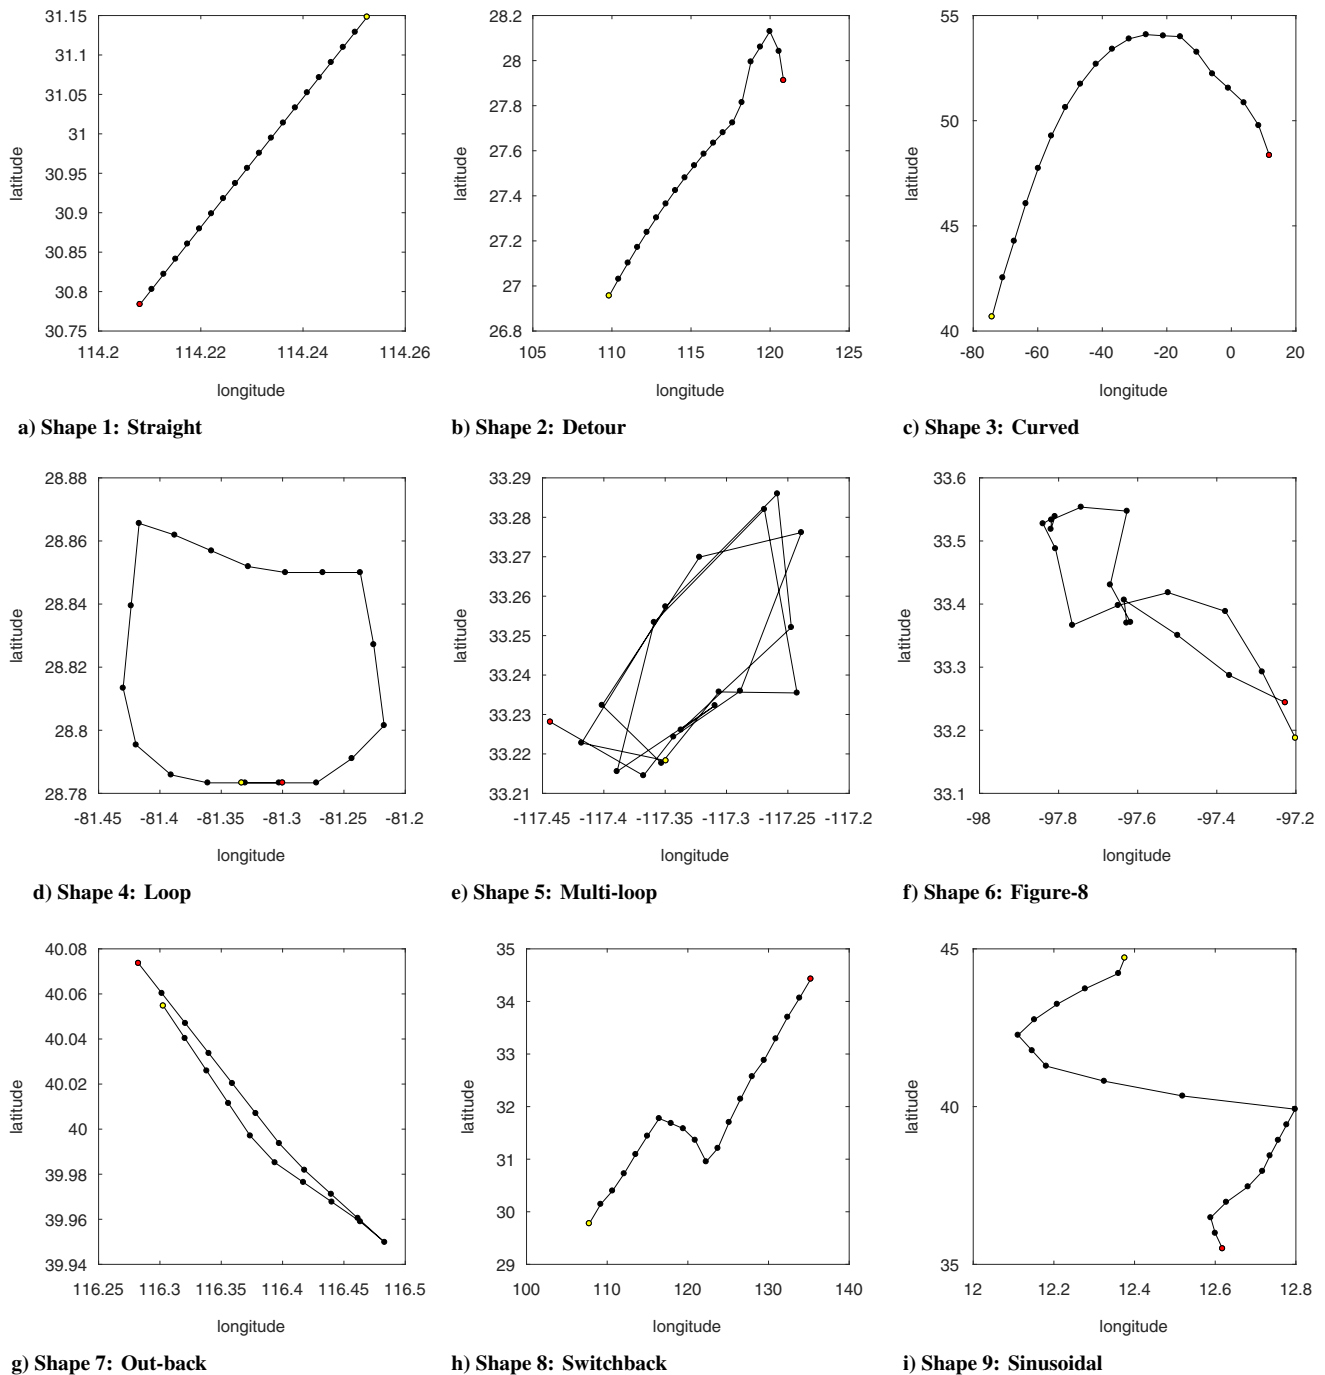 31.15
31.1
31.05
31
30.95
30.9
30.85
30.8
30.75
latitude
114.2 114.22 114.24 114.26
longitude
a) Shape 1: Straight
28.2
28
27.8
27.6
27.4
27.2
27
26.8
latitude
105 110 115 120 125
longitude
b) Shape 2: Detour
55
50
45
40
latitude
-80 -60 -40 -20 0 20
longitude
c) Shape 3: Curved
28.88
28.86
28.84
28.82
28.8
28.78
latitude
-81.45 -81.4 -81.35 -81.3 -81.25 -81.2
longitude
d) Shape 4: Loop
33.29
33.28
33.27
33.26
33.25
33.24
33.23
33.22
33.21
latitude
-117.45 -117.4 -117.35 -117.3 -117.25 -117.2
longitude
e) Shape 5: Multi-loop
33.6
33.5
33.4
33.3
33.2
33.1
latitude
-98 -97.8 -97.6 -97.4 -97.2
longitude
f) Shape 6: Figure-8
40.08
40.06
40.04
40.02
40
39.98
39.96
39.94
latitude
116.25 116.3 116.35 116.4 116.45 116.5
longitude
g) Shape 7: Out-back
35
34
33
32
31
30
29
latitude
100 110 120 130 140
longitude
h) Shape 8: Switchback
45
40
35
latitude
12 12.2 12.4 12.6 12.8
longitude
i) Shape 9: Sinusoidal